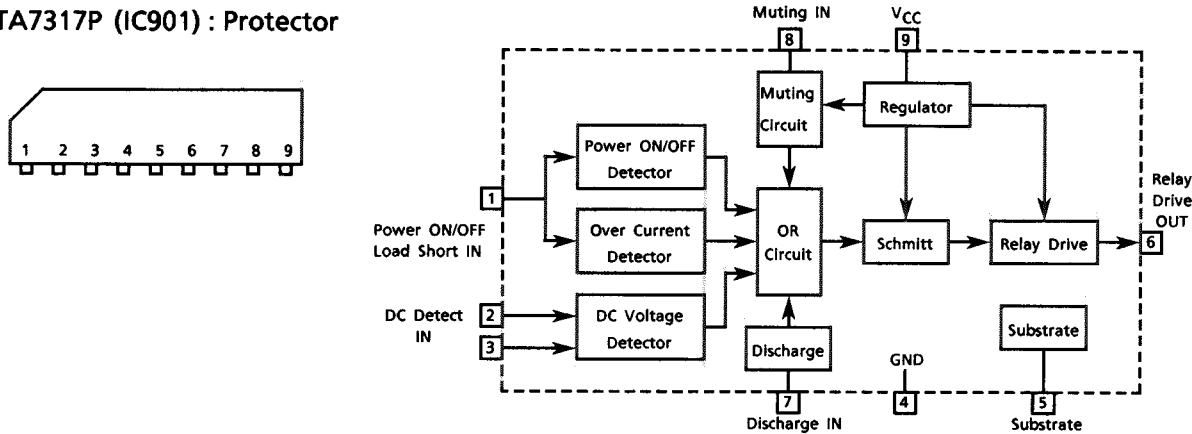 TA7317P (IC901) : Protector
1 2 3 4 5 6 7 8 9
Muting IN
8
VCC
9
Muting
Circuit
Regulator
Power ON/OFF
Detector
1
Power ON/OFF
Load Short IN
Over Current
Detector
OR
Circuit
Schmitt
Relay Drive
Relay
Drive
OUT
6
DC Detect
IN
2
3
DC Voltage
Detector
Discharge
7
Discharge IN
GND
4
Substrate
5
Substrate